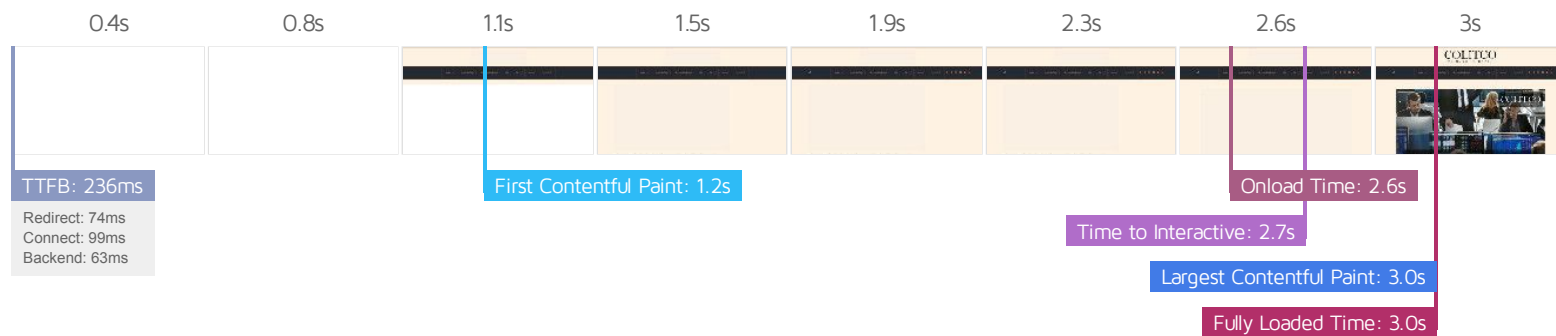 0.4s 0.8s 1.1s 1.5s 1.9s 2.3s 2.6s 3s
COLITCO
TTFB: 236ms
Redirect: 74ms
Connect: 99ms
Backend: 63ms
First Contentful Paint: 1.2s
Onload Time: 2.6s
Time to Interactive: 2.7s
Largest Contentful Paint: 3.0s
Fully Loaded Time: 3.0s